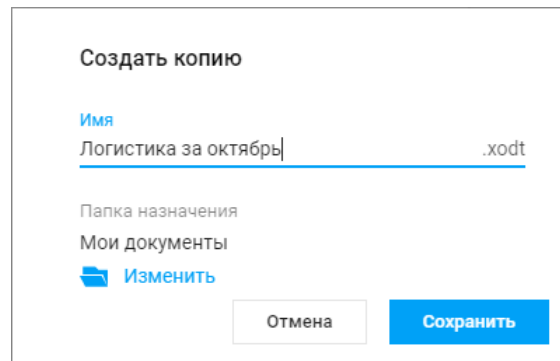 Создать копию
Имя
Логистика за октябрь .xodt
Папка назначения
Мои документы
Изменить
Отмена Сохранить